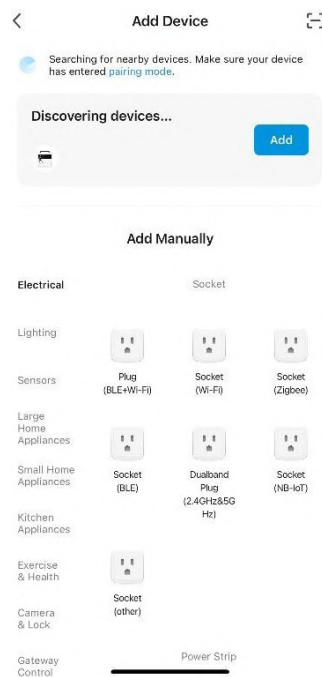 Add Device
Searching for nearby devices. Make sure your device
has entered pairing mode.
Discovering devices...
Add
Add Manually
Electrical
Socket
Lighting
Plug
(BLE+Wi-Fi)
Socket
(Wi-Fi)
Socket
(Zigbee)
Sensors
Large
Home
Appliances
Socket
(BLE)
Dualband
Plug
(2.4GHz&5G
Hz)
Socket
(NB-IoT)
Small Home
Appliances
Kitchen
Appliances
Exercise
& Health
Socket
(other)
Camera
& Lock
Gateway
Control
Power Strip